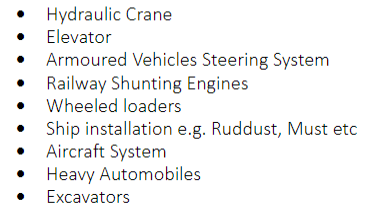 • Hydraulic Crane
• Elevator
• Armoured Vehicles Steering System
• Railway Shunting Engines
• Wheeled loaders
• Ship installation e.g. Ruddust, Must etc
• Aircraft System
• Heavy Automobiles
• Excavators